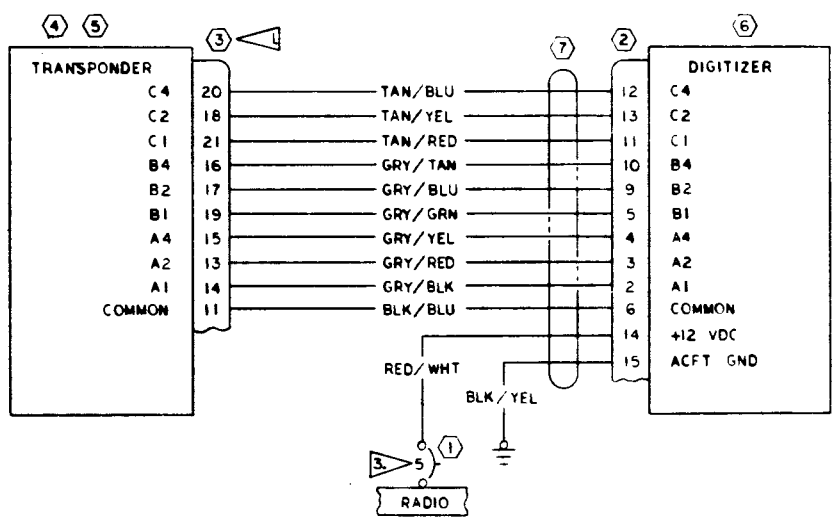 4 5 3 L 7 2 6
TRANSPONDER DIGITIZER
C4 20 TAN/BLU 12 C4
C2 18 TAN/YEL 13 C2
C1 21 TAN/RED 11 C1
B4 16 GRY/TAN 10 B4
B2 17 GRY/BLU 9 B2
B1 19 GRY/GRN 5 B1
A4 15 GRY/YEL 4 A4
A2 13 GRY/RED 3 A2
A1 14 GRY/BLK 2 A1
COMMON 11 BLK/BLU 6 COMMON
14 +12 VDC
RED/WHT 15 ACFT GND
BLK/YEL
3. 5 1
RADIO